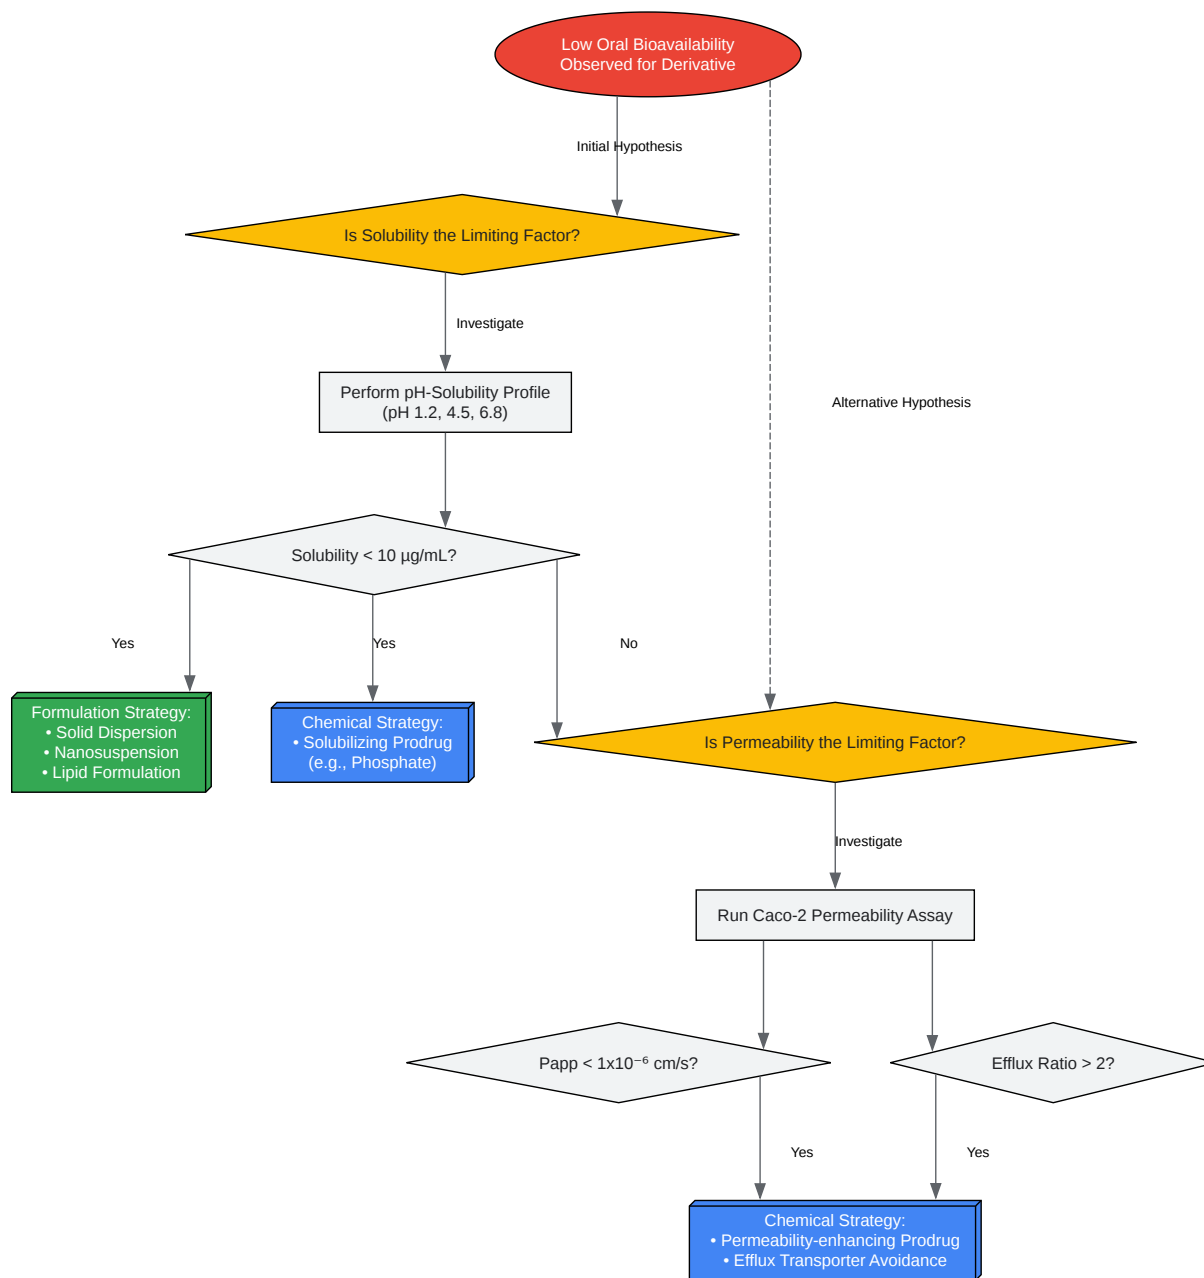 Low Oral Bioavailability
Observed for Derivative
Initial Hypothesis
Is Solubility the Limiting Factor?
Investigate
Perform pH-Solubility Profile
(pH 1.2, 4.5, 6.8)
Alternative Hypothesis
Solubility < 10 µg/mL?
Yes
Yes
No
Formulation Strategy:
• Solid Dispersion
• Nanosuspension
• Lipid Formulation
Chemical Strategy:
• Solubilizing Prodrug
(e.g., Phosphate)
Is Permeability the Limiting Factor?
Investigate
Run Caco-2 Permeability Assay
Papp < 1x10⁻⁶ cm/s?
Efflux Ratio > 2?
Yes
Yes
Chemical Strategy:
• Permeability-enhancing Prodrug
• Efflux Transporter Avoidance